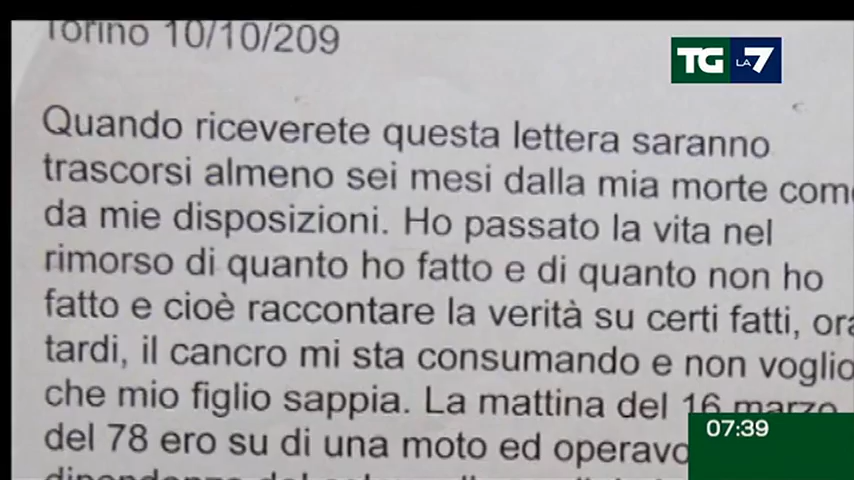 Torino 10/10/209
TG LA 7
Quando riceverete questa lettera saranno
trascorsi almeno sei mesi dalla mia morte come
da mie disposizioni. Ho passato la vita nel
rimorso di quanto ho fatto e di quanto non ho
fatto e cioè raccontare la verità su certi fatti, ora
tardi, il cancro mi sta consumando e non voglio
che mio figlio sappia. La mattina del 16 marzo
del 78 ero su di una moto ed operavo
07:39